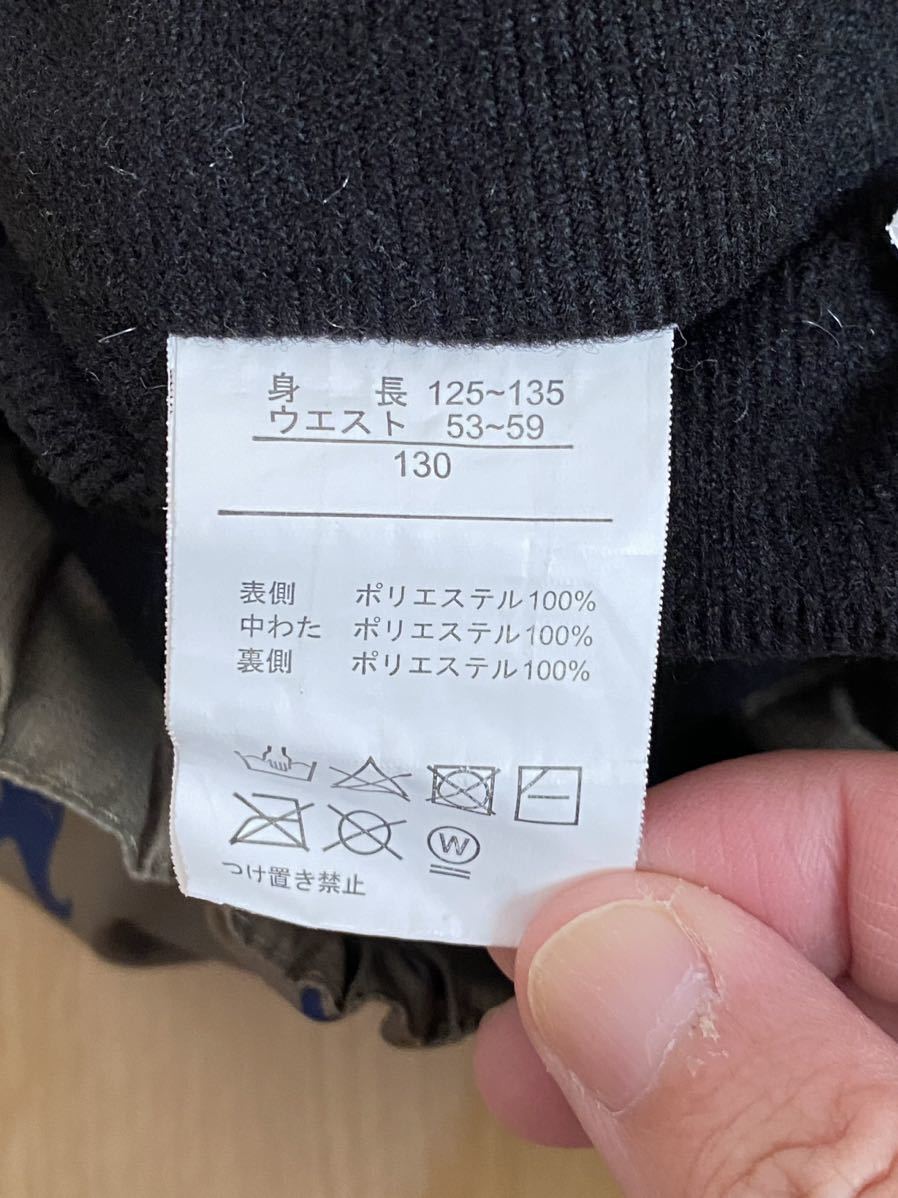 身　長 125~135
ウエスト 53~59
130
表側 ポリエステル100%
中わた ポリエステル100%
裏側 ポリエステル100%
W
つけ置き禁止